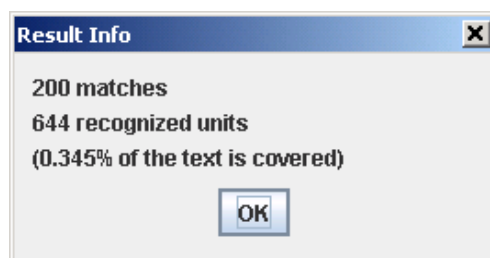 Result Info
200 matches
644 recognized units
(0.345% of the text is covered)
OK